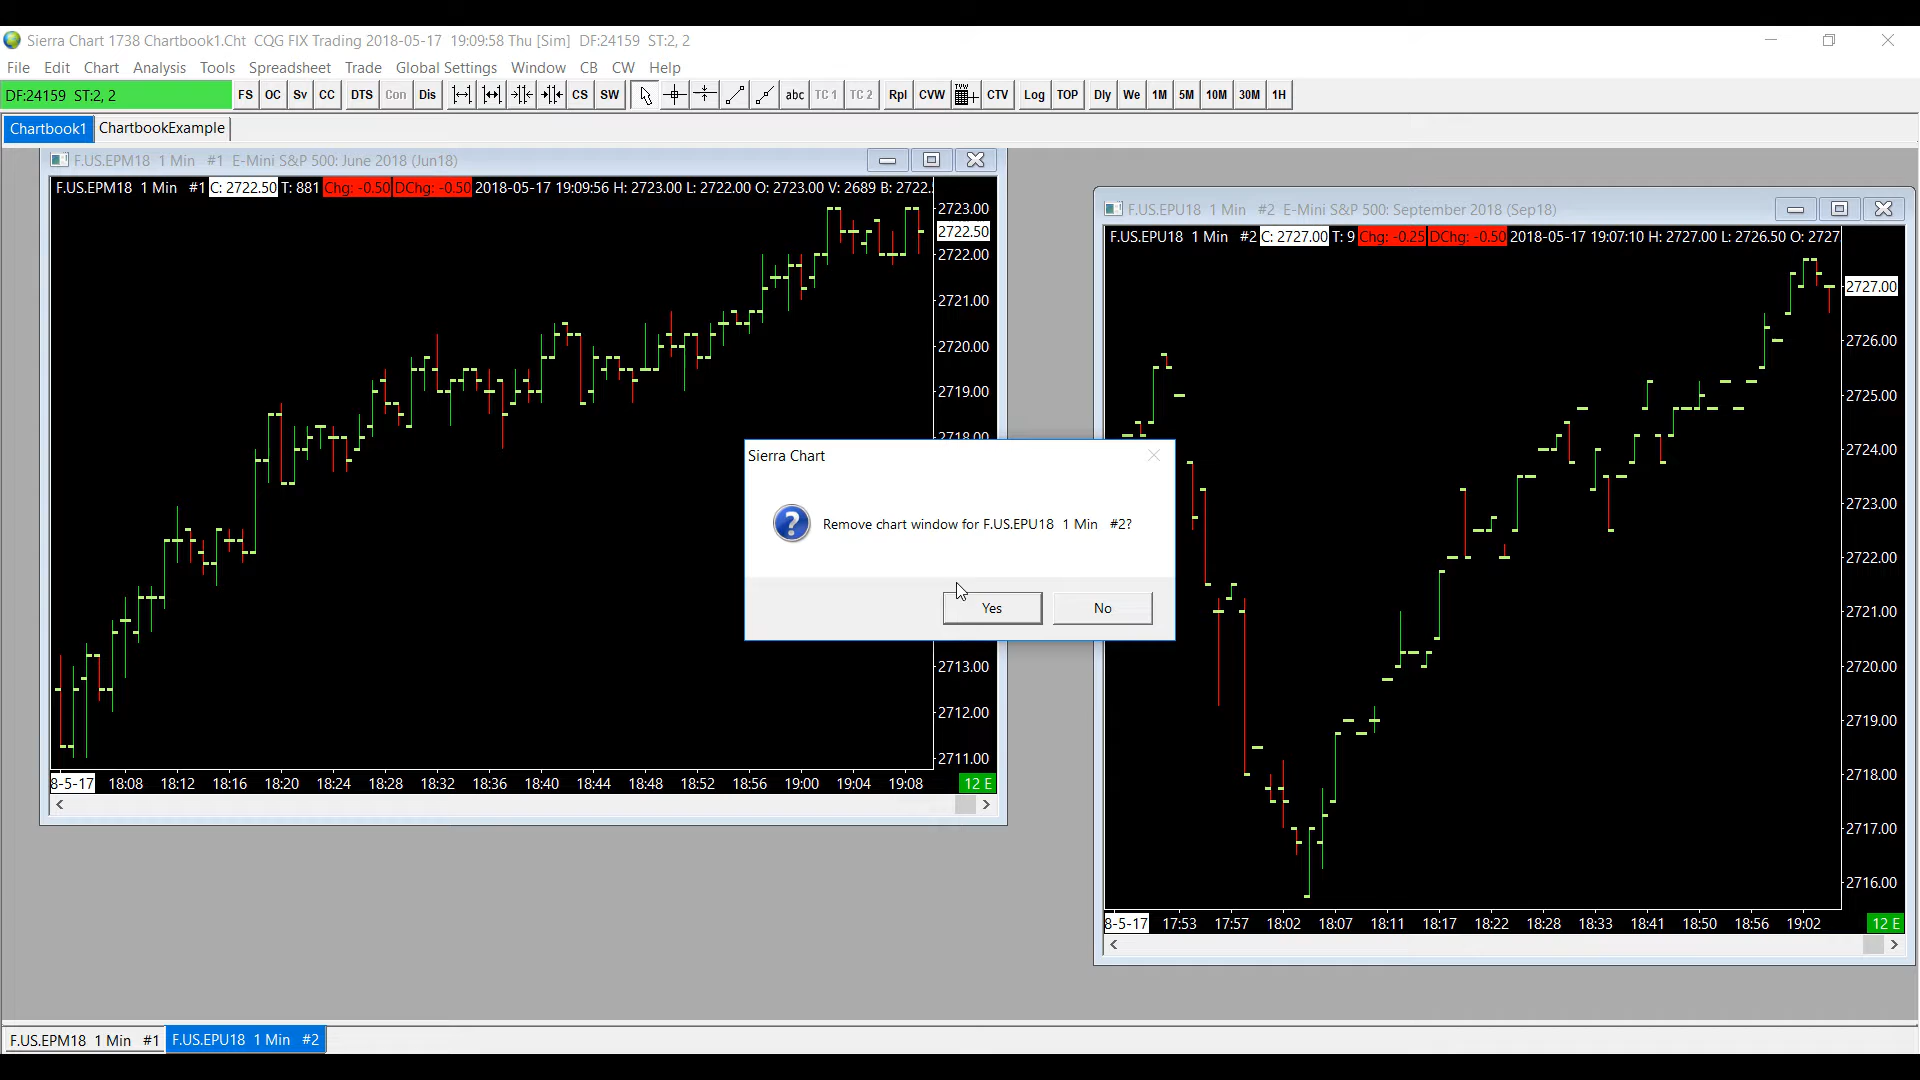 Sierra Chart 1738 Chartbook1.Cht  CQG FIX Trading 2018-05-17  19:09:58 Thu [Sim]  DF:24159  ST:2, 2
File  Edit  Chart  Analysis  Tools  Spreadsheet  Trade  Global Settings  Window  CB  CW  Help
DF:24159  ST:2, 2  FS  OC  Sv  CC  DTS  Con  Dis  CS  SW  abc  TC 1  TC 2  Rpl  CVW  CTV  Log  TOP  Dly  We  1M  5M  10M  30M  1H
Chartbook1  ChartbookExample
F.US.EPM18  1 Min  #1  E-Mini S&P 500: June 2018 (Jun18)
F.US.EPM18  1 Min  #1  C: 2722.50  T: 881  Chg: -0.50  DChg: -0.50  2018-05-17 19:09:56 H: 2723.00 L: 2722.00 O: 2723.00 V: 2689 B: 2722.
2723.00
2722.50
2722.00
2721.00
2720.00
2719.00
2718.00
2713.00
2712.00
2711.00
8-5-17  18:08  18:12  18:16  18:20  18:24  18:28  18:32  18:36  18:40  18:44  18:48  18:52  18:56  19:00  19:04  19:08  12 E
F.US.EPU18  1 Min  #2  E-Mini S&P 500: September 2018 (Sep18)
F.US.EPU18  1 Min  #2  C: 2727.00  T: 9  Chg: -0.25  DChg: -0.50  2018-05-17 19:07:10 H: 2727.00 L: 2726.50 O: 2727
2727.00
2726.00
2725.00
2724.00
2723.00
2722.00
2721.00
2720.00
2719.00
2718.00
2717.00
2716.00
8-5-17  17:53  17:57  18:02  18:07  18:11  18:17  18:22  18:28  18:33  18:41  18:50  18:56  19:02  12 E
Sierra Chart
Remove chart window for F.US.EPU18  1 Min  #2?
Yes  No
F.US.EPM18  1 Min  #1  F.US.EPU18  1 Min  #2